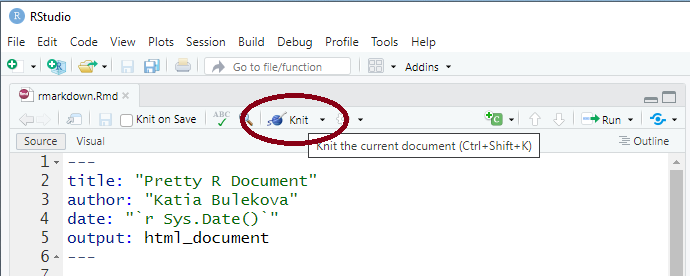 R RStudio
File Edit Code View Plots Session Build Debug Profile Tools Help
Go to file/function Addins
rmarkdown.Rmd
Knit on Save ABC Knit Run
Source Visual Outline
Knit the current document (Ctrl+Shift+K)
1 ---
2 title: "Pretty R Document"
3 author: "Katia Bulekova"
4 date: "`r Sys.Date()`"
5 output: html_document
6 ---
7